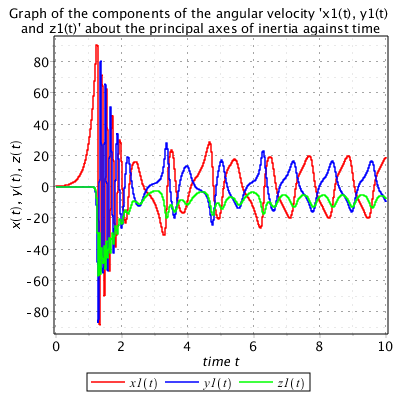 Graph of the components of the angular velocity 'x1(t), y1(t)
and z1(t)' about the principal axes of inertia against time
80
60
40
20
0
-20
-40
-60
-80
x(t), y(t), z(t)
0 2 4 6 8 10
time t
x1(t) y1(t) z1(t)